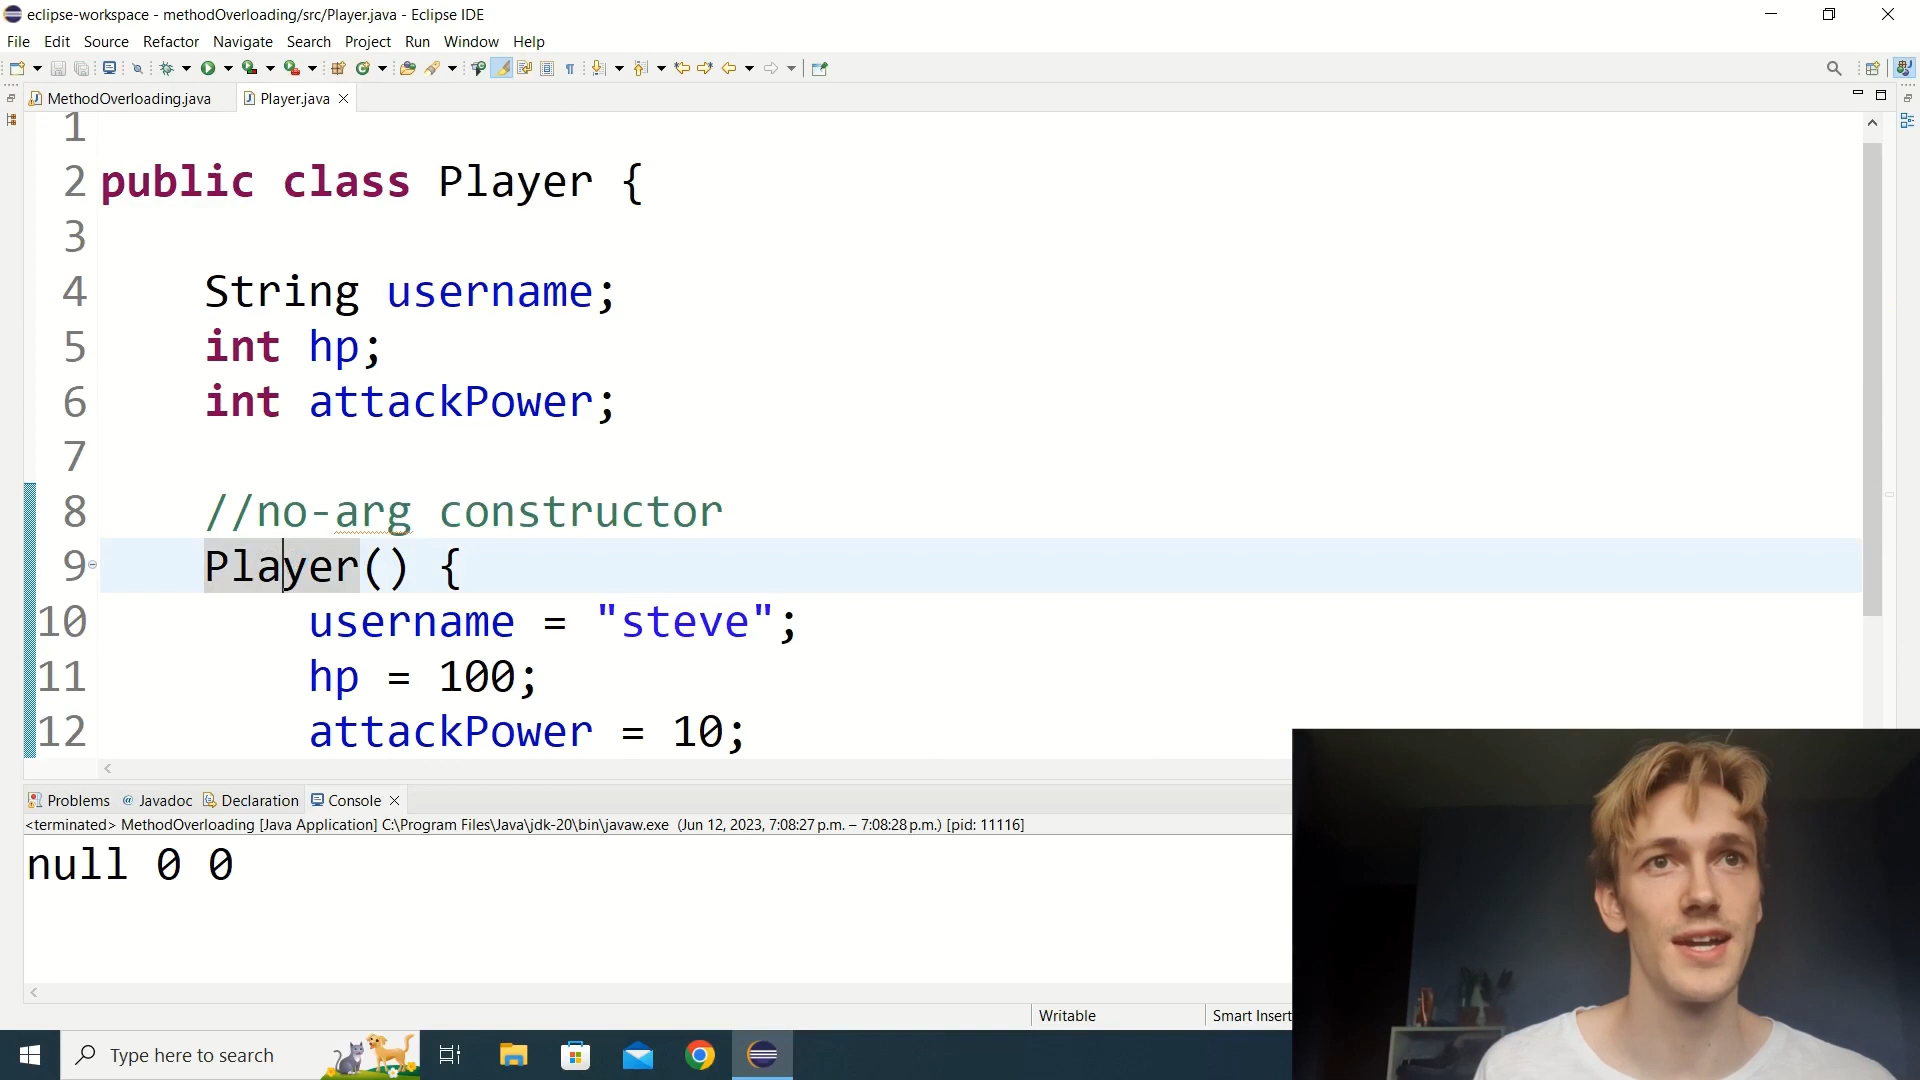 eclipse-workspace - methodOverloading/src/Player.java - Eclipse IDE
File Edit Source Refactor Navigate Search Project Run Window Help
MethodOverloading.java Player.java
1
2 public class Player {
3
4 String username;
5 int hp;
6 int attackPower;
7
8 //no-arg constructor
9 Player() {
10 username = "steve";
11 hp = 100;
12 attackPower = 10;
Problems Javadoc Declaration Console
<terminated> MethodOverloading [Java Application] C:\Program Files\Java\jdk-20\bin\javaw.exe (Jun 12, 2023, 7:08:27 p.m. – 7:08:28 p.m.) [pid: 11116]
null 0 0
Writable Smart Insert
Type here to search